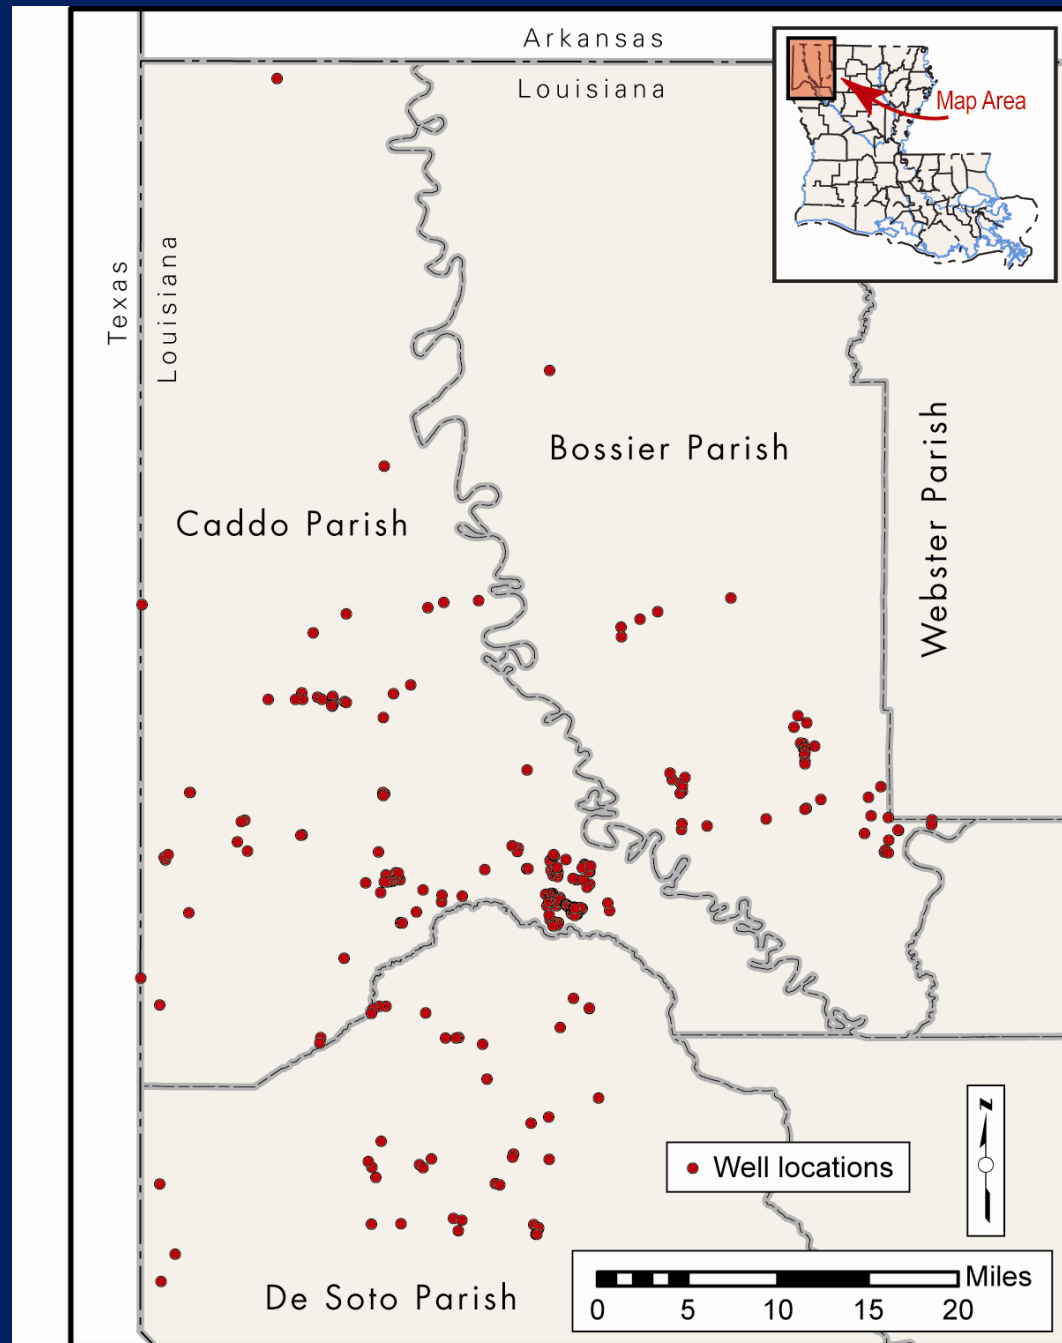 Arkansas
Louisiana
Map Area
Texas
Louisiana
Bossier Parish
Webster Parish
Caddo Parish
z
Well locations
Miles
0 5 10 15 20
De Soto Parish